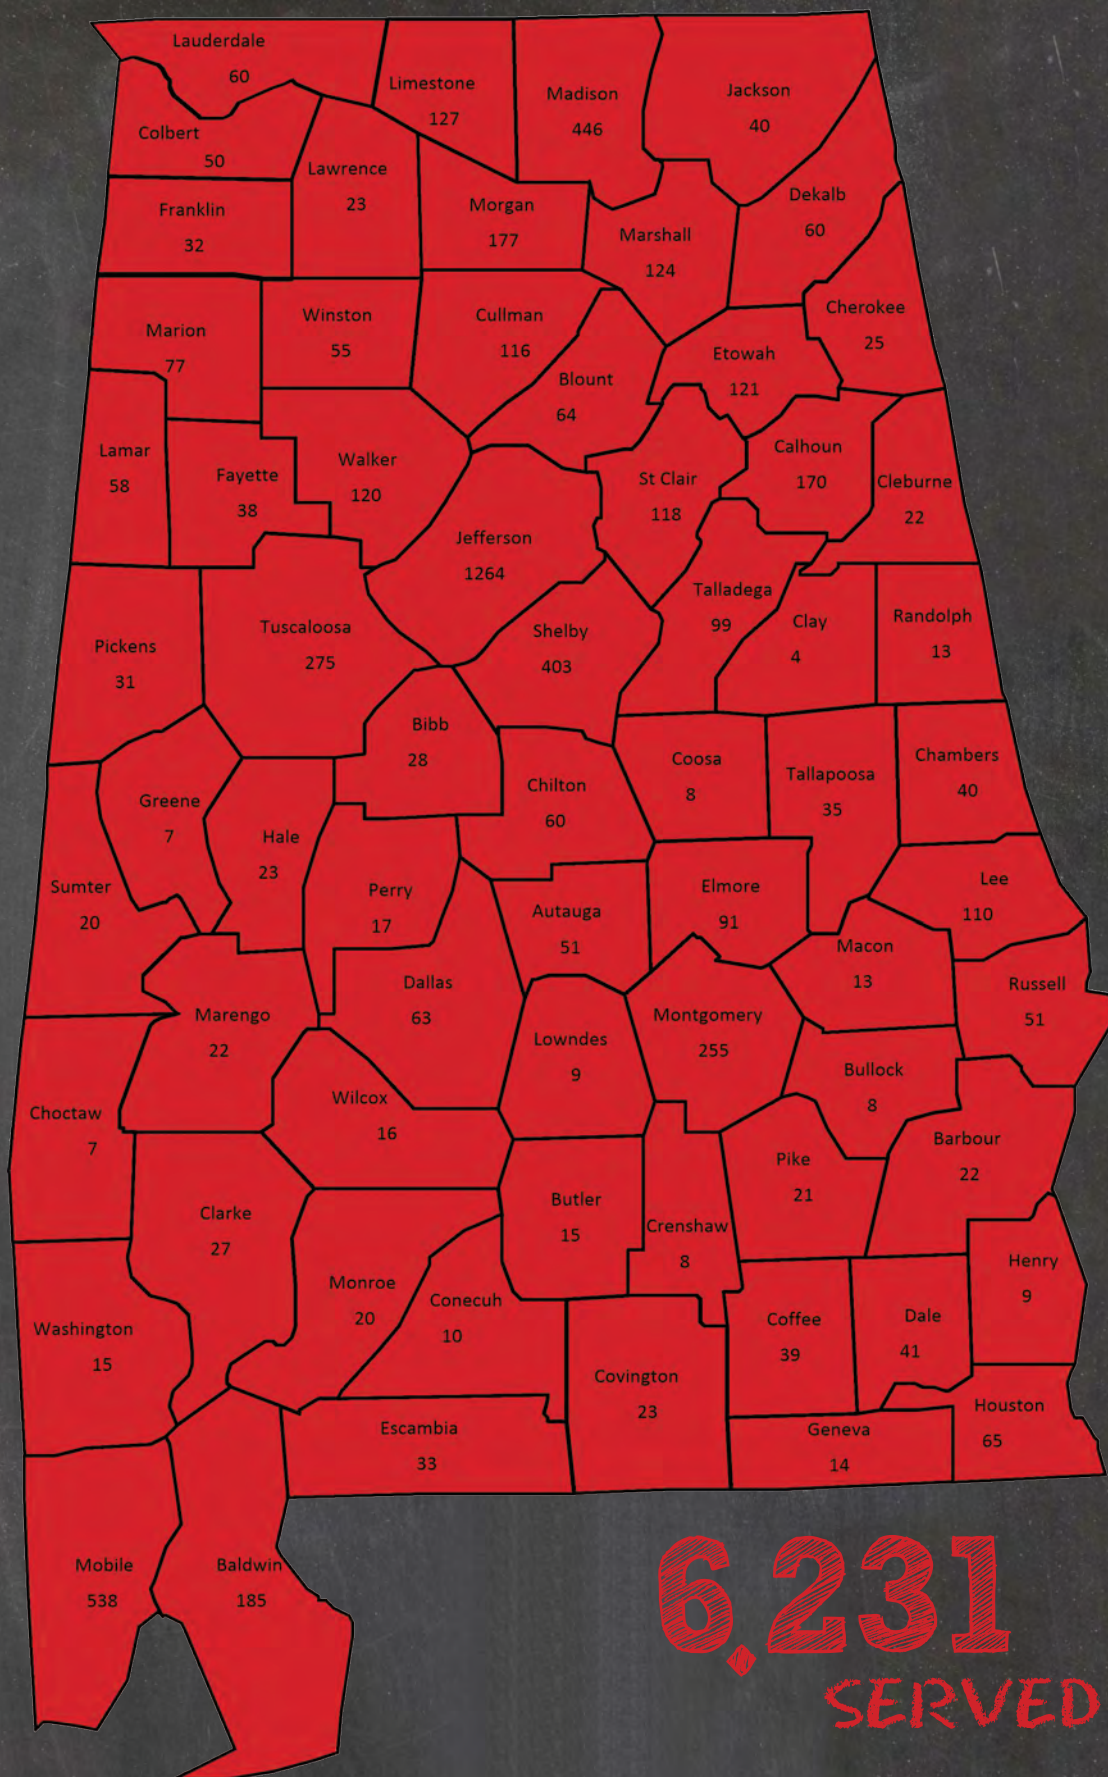 Lauderdale
60
Limestone
127
Madison
446
Jackson
40
Colbert
50
Lawrence
23
Franklin
32
Morgan
177
Marshall
124
Dekalb
60
Cherokee
25
Marion
77
Winston
55
Cullman
116
Blount
64
Etowah
121
Lamar
58
Fayette
38
Walker
120
St Clair
118
Calhoun
170
Cleburne
22
Jefferson
1264
Talladega
99
Clay
4
Randolph
13
Pickens
31
Tuscaloosa
275
Shelby
403
Bibb
28
Chilton
60
Coosa
8
Tallapoosa
35
Chambers
40
Greene
7
Hale
23
Sumter
20
Perry
17
Autauga
51
Elmore
91
Lee
110
Macon
13
Russell
51
Dallas
63
Marengo
22
Lowndes
9
Montgomery
255
Bullock
8
Choctaw
7
Wilcox
16
Barbour
22
Pike
21
Clarke
27
Butler
15
Crenshaw
8
Henry
9
Monroe
20
Conecuh
10
Washington
15
Coffee
39
Dale
41
Covington
23
Houston
65
Escambia
33
Geneva
14
Mobile
538
Baldwin
185
6,231
SERVED